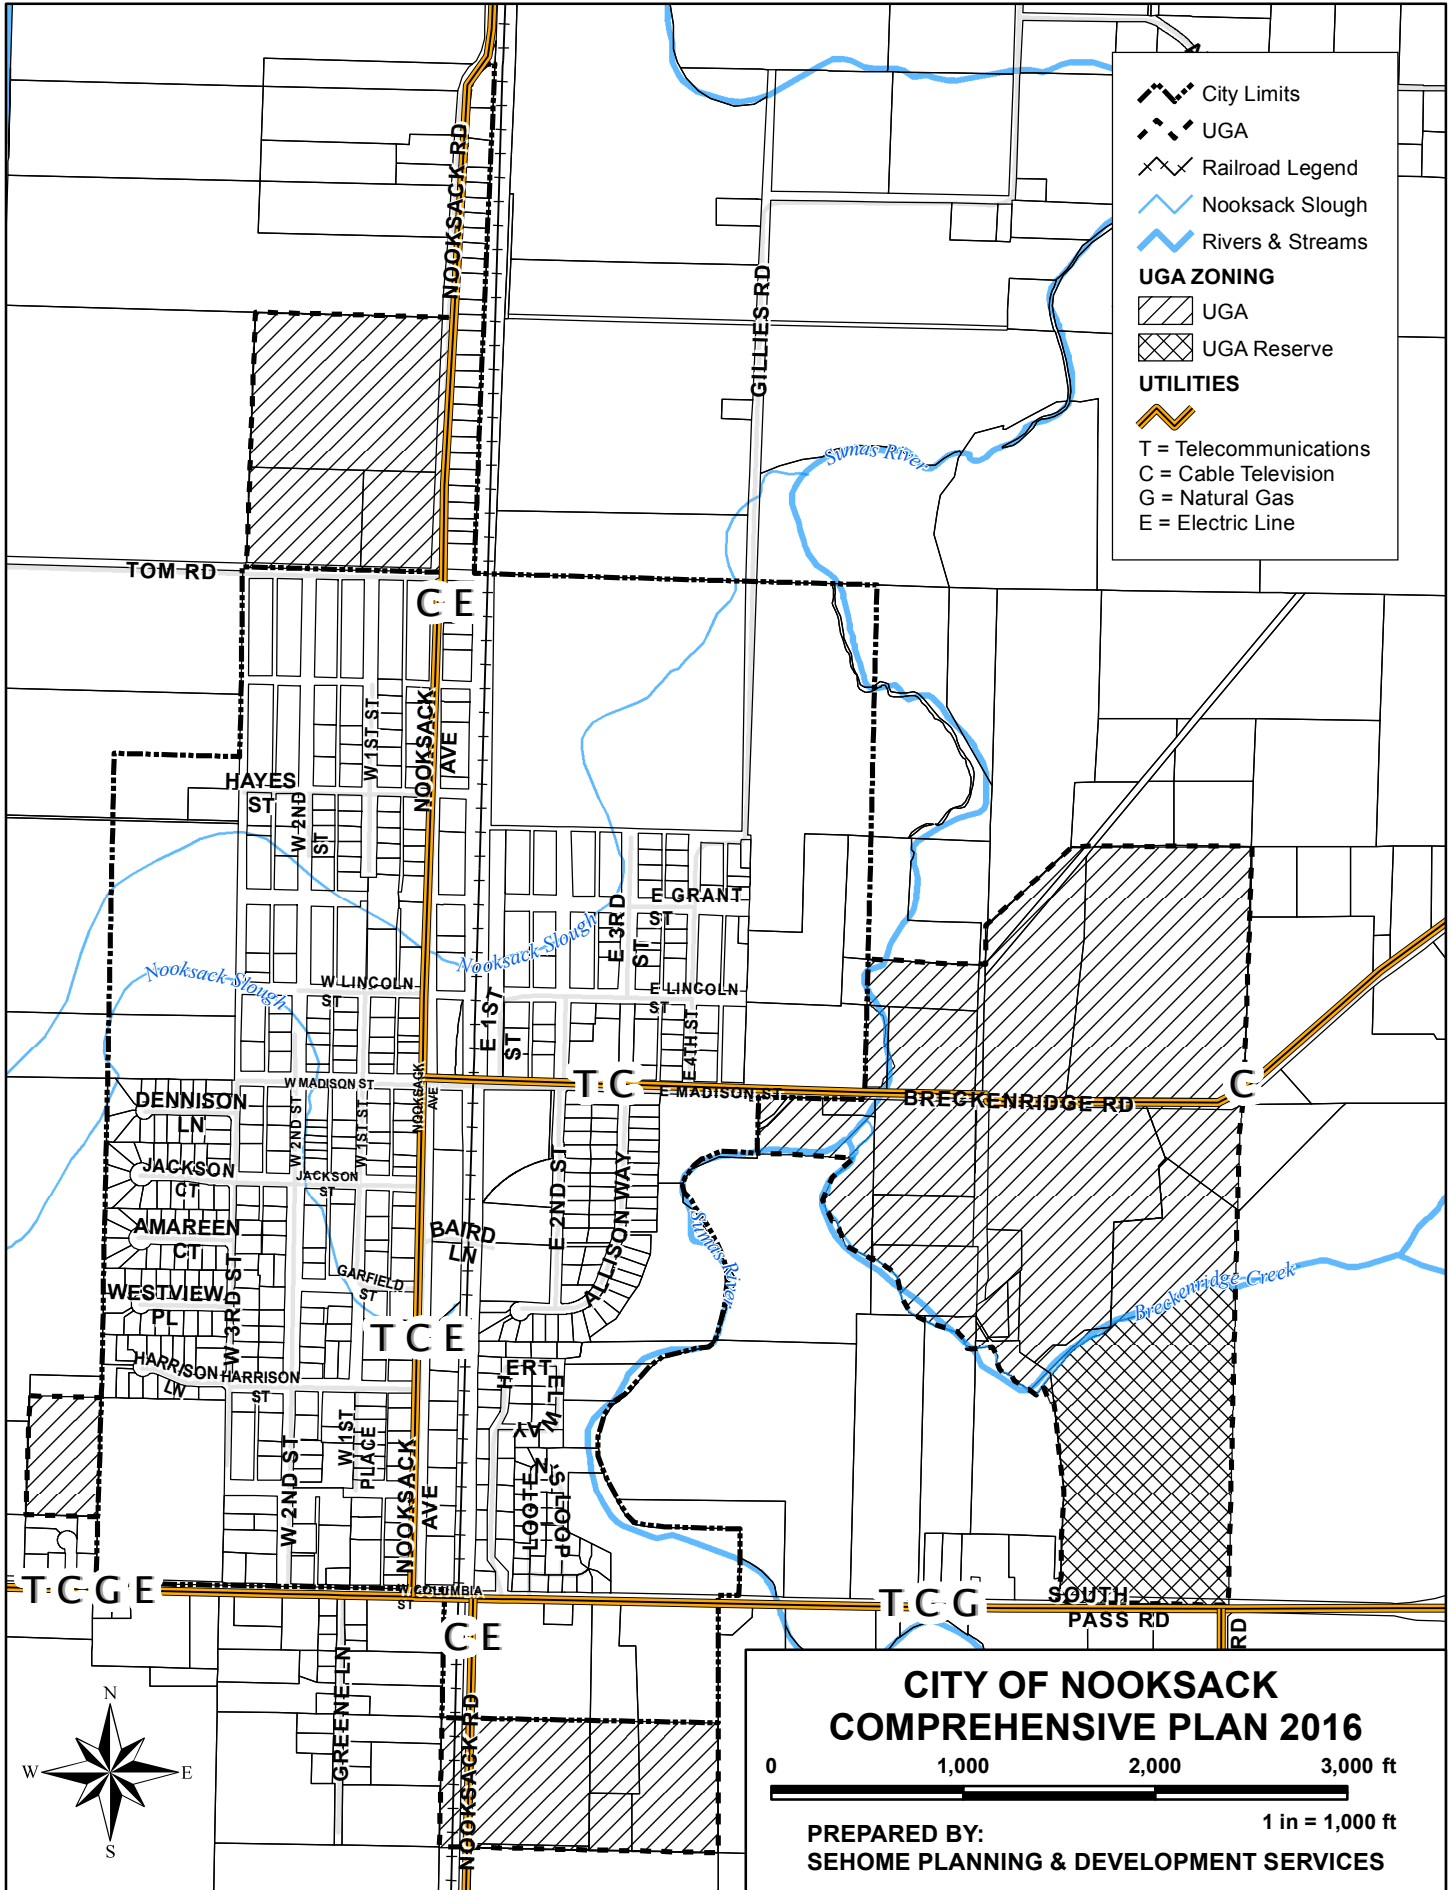 City Limits
UGA
Railroad Legend
Nooksack Slough
Rivers & Streams
UGA ZONING
UGA
UGA Reserve
UTILITIES
T = Telecommunications
C = Cable Television
G = Natural Gas
E = Electric Line
NOOKSACK RD
GILLIES RD
Sumas River
TOM RD
C E
W 1ST ST
NOOKSACK
AVE
HAYES
ST
W 2ND
ST
E GRANT
ST
E 3RD
ST
Nooksack Slough
Nooksack Slough
W LINCOLN
ST
E LINCOLN
ST
E 1ST
ST
E 4TH ST
NOOKSACK
AVE
W MADISON ST
T C
E MADISON ST
BRECKENRIDGE RD
C
DENNISON
LN
W 2ND ST
W 1ST ST
JACKSON
CT
JACKSON
ST
E 2ND ST
ALLISON WAY
AMAREEN
CT
BAIRD
LN
Sumas River
W 3RD ST
GARFIELD
ST
WESTVIEW
PL
Breckenridge Creek
T C E
HARRISON
LN
HARRISON
ST
HERTEL WAY
W 1ST
PLACE
W 2ND ST
NOOKSACK
AVE
LOOTEN'S LOOP
T C G E
W COLUMBIA
ST
T C G
SOUTH
PASS RD
RD
C E
GREENE LN
NOOKSACK RD
N
W
E
S
CITY OF NOOKSACK
COMPREHENSIVE PLAN 2016
0 1,000 2,000 3,000 ft
1 in = 1,000 ft
PREPARED BY:
SEHOME PLANNING & DEVELOPMENT SERVICES